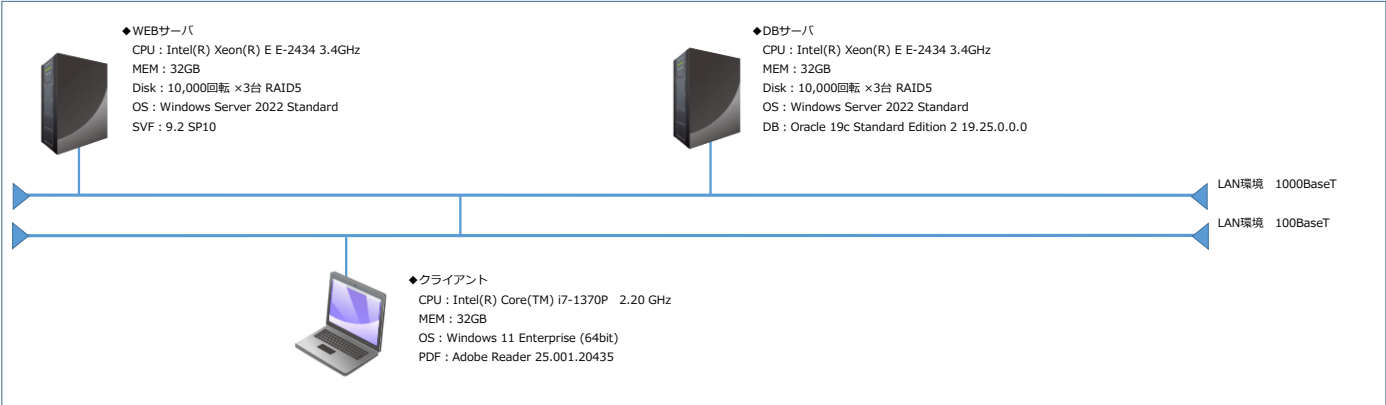 ◆WEBサーバ
CPU：Intel(R) Xeon(R) E E-2434 3.4GHz
MEM：32GB
Disk：10,000回転 ×3台 RAID5
OS：Windows Server 2022 Standard
SVF：9.2 SP10
◆DBサーバ
CPU：Intel(R) Xeon(R) E E-2434 3.4GHz
MEM：32GB
Disk：10,000回転 ×3台 RAID5
OS：Windows Server 2022 Standard
DB：Oracle 19c Standard Edition 2 19.25.0.0.0
LAN環境　1000BaseT
LAN環境　100BaseT
◆クライアント
CPU：Intel(R) Core(TM) i7-1370P　2.20 GHz
MEM：32GB
OS：Windows 11 Enterprise (64bit)
PDF：Adobe Reader 25.001.20435